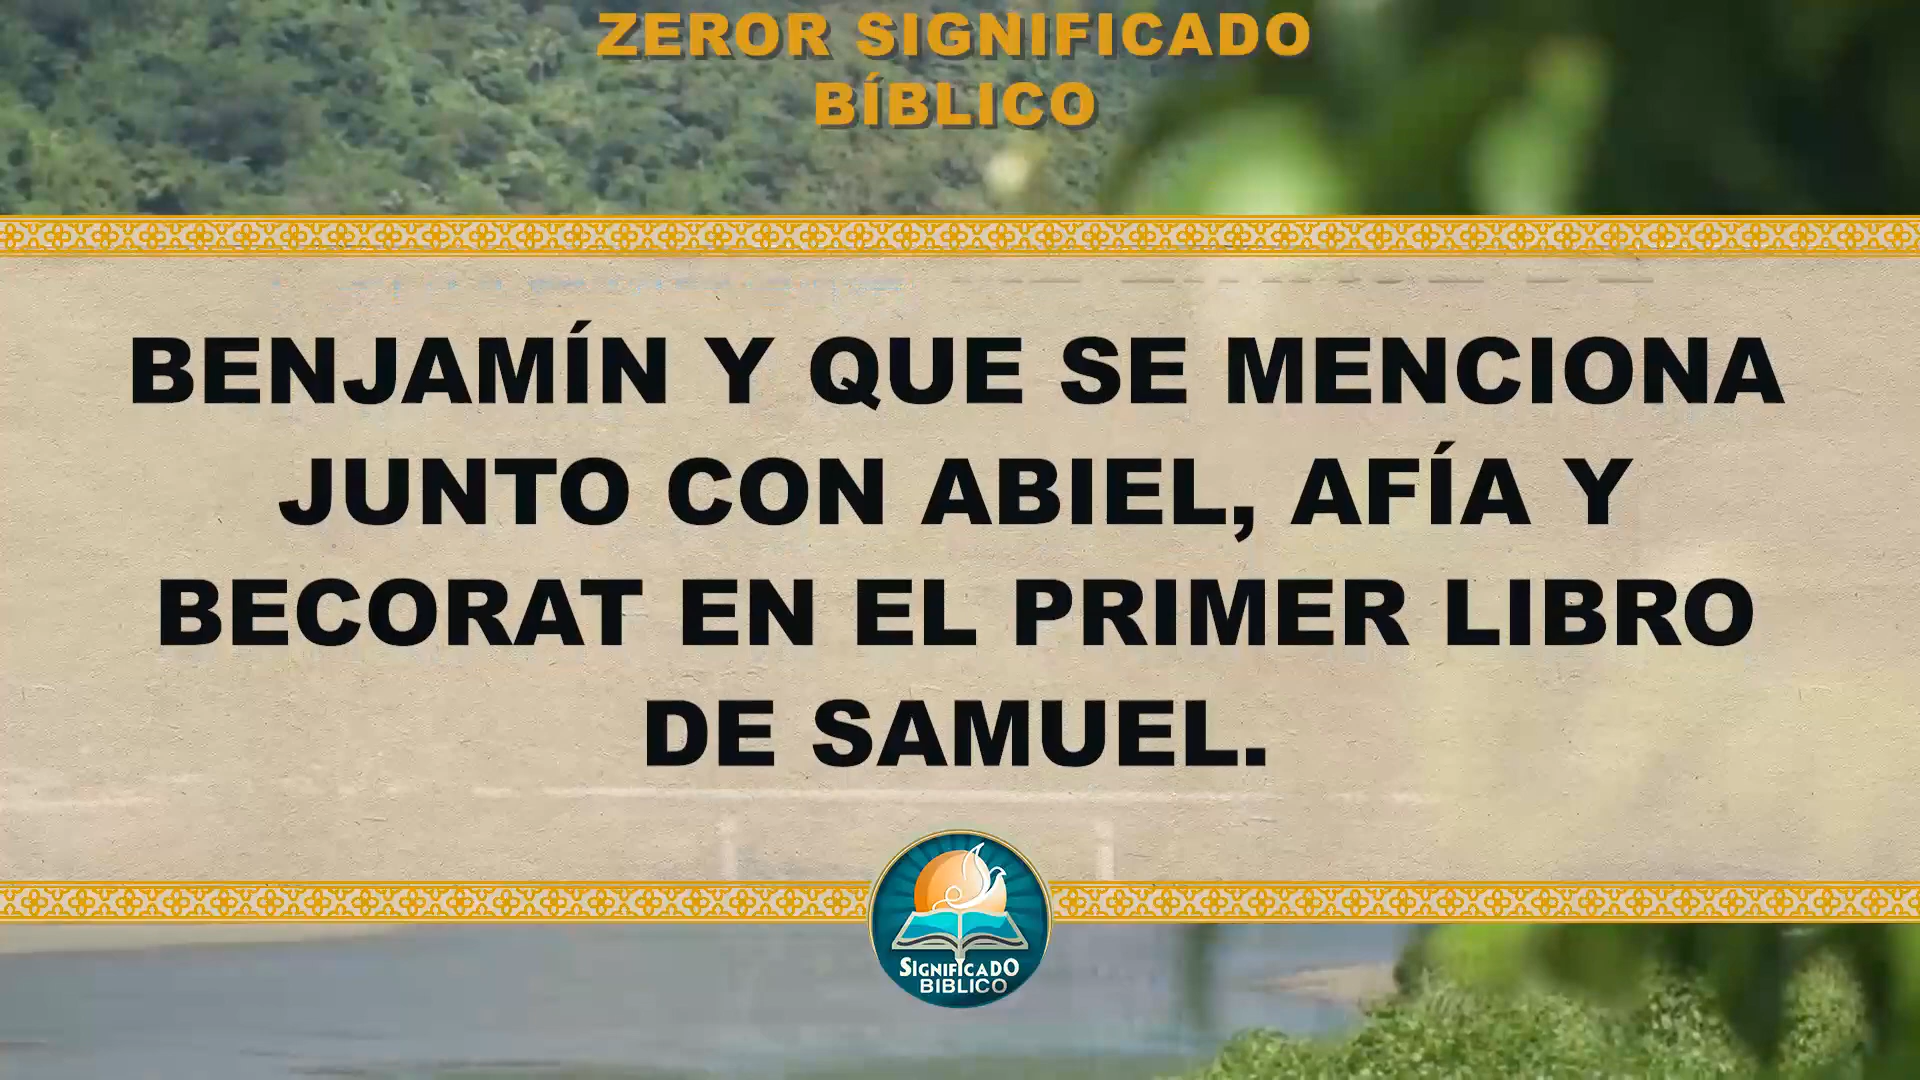 ZEROR SIGNIFICADO
BÍBLICO
BENJAMÍN Y QUE SE MENCIONA
JUNTO CON ABIEL, AFÍA Y
BECORAT EN EL PRIMER LIBRO
DE SAMUEL.
SIGNIFICADO
BIBLICO